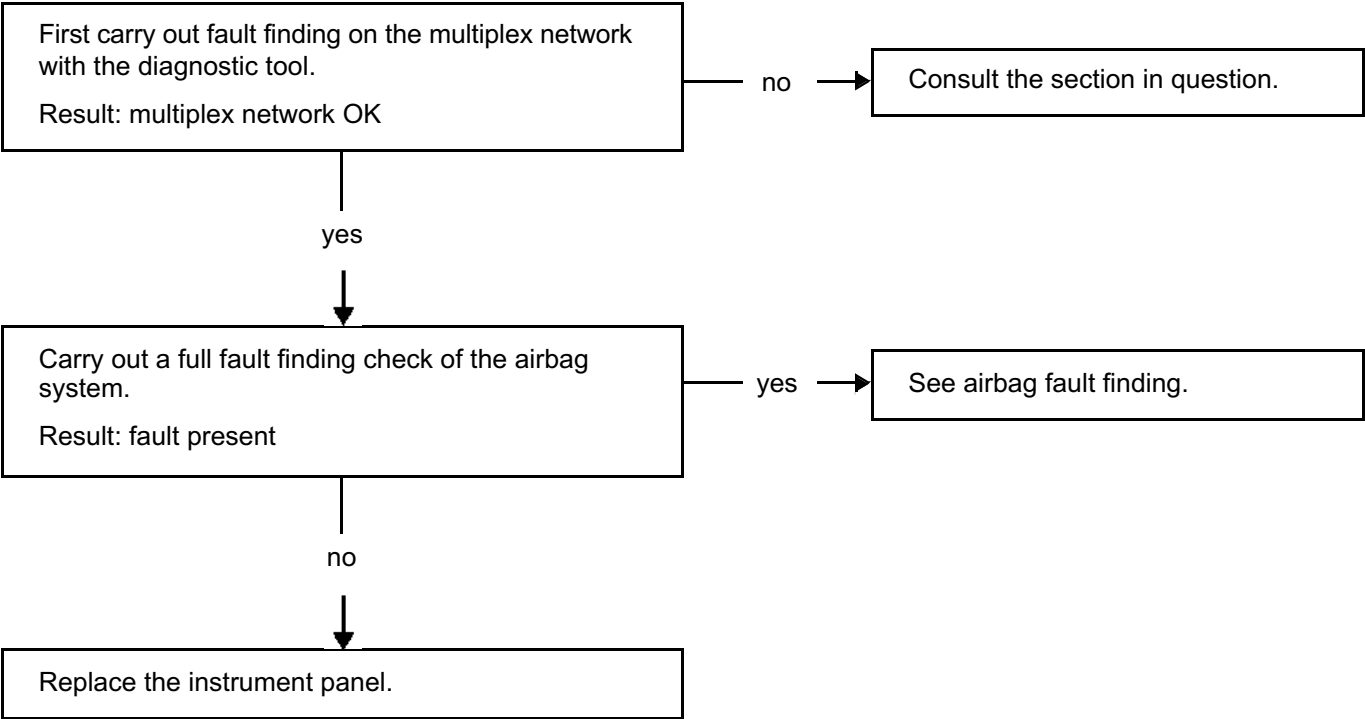 First carry out fault finding on the multiplex network
with the diagnostic tool.
Result: multiplex network OK
no
Consult the section in question.
yes
Carry out a full fault finding check of the airbag
system.
Result: fault present
yes
See airbag fault finding.
no
Replace the instrument panel.